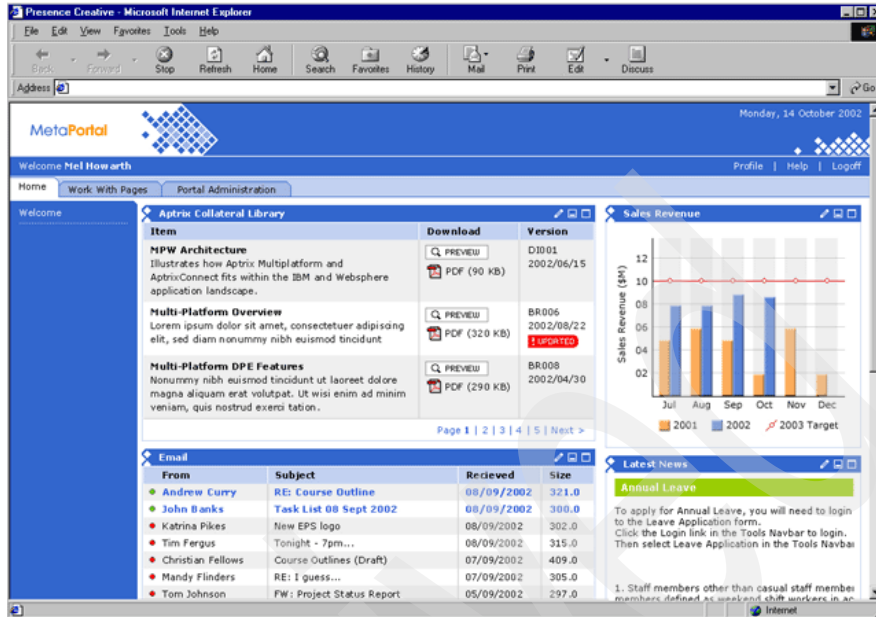 Presence Creative - Microsoft Internet Explorer
File Edit View Favorites Tools Help
Back Forward Stop Refresh Home Search Favorites History Mail Print Edit Discuss
Address Go
Monday, 14 October 2002
MetaPortal
Welcome Mel Howarth Profile | Help | Logoff
Home Work With Pages Portal Administration
Welcome
Aptrix Collateral Library
Item Download Version
MPW Architecture
Illustrates how Aptrix Multiplatform and
AptrixConnect fits within the IBM and Websphere
application landscape.
PREVIEW
PDF (90 KB)
DI001
2002/06/15
Multi-Platform Overview
Lorem ipsum dolor sit amet, consectetuer adipiscing
elit, sed diam nonummy nibh euismod tincidunt
PREVIEW
PDF (320 KB)
BR006
2002/08/22
! UPDATED
Multi-Platform DPE Features
Nonummy nibh euismod tincidunt ut laoreet dolore
magna aliquam erat volutpat. Ut wisi enim ad minim
veniam, quis nostrud exerci tation.
PREVIEW
PDF (290 KB)
BR008
2002/04/30
Page 1 | 2 | 3 | 4 | 5 | Next >
Sales Revenue
Sales Revenue ($M)
12
10
08
06
04
02
Jul Aug Sep Oct Nov Dec
2001 2002 2003 Target
Email
From Subject Recieved Size
Andrew Curry RE: Course Outline 08/09/2002 321.0
John Banks Task List 08 Sept 2002 08/09/2002 300.0
Katrina Pikes New EPS logo 08/09/2002 302.0
Tim Fergus Tonight - 7pm... 08/09/2002 315.0
Christian Fellows Course Outlines (Draft) 07/09/2002 409.0
Mandy Flinders RE: I guess... 07/09/2002 305.0
Tom Johnson FW: Project Status Report 05/09/2002 297.0
Latest News
Annual Leave
To apply for Annual Leave, you will need to login
to the Leave Application form.
Click the Login link in the Tools Navbar to login.
Then select Leave Application in the Tools Navbar
1. Staff members other than casual staff member
members defined as weekend shift workers in ac
Internet